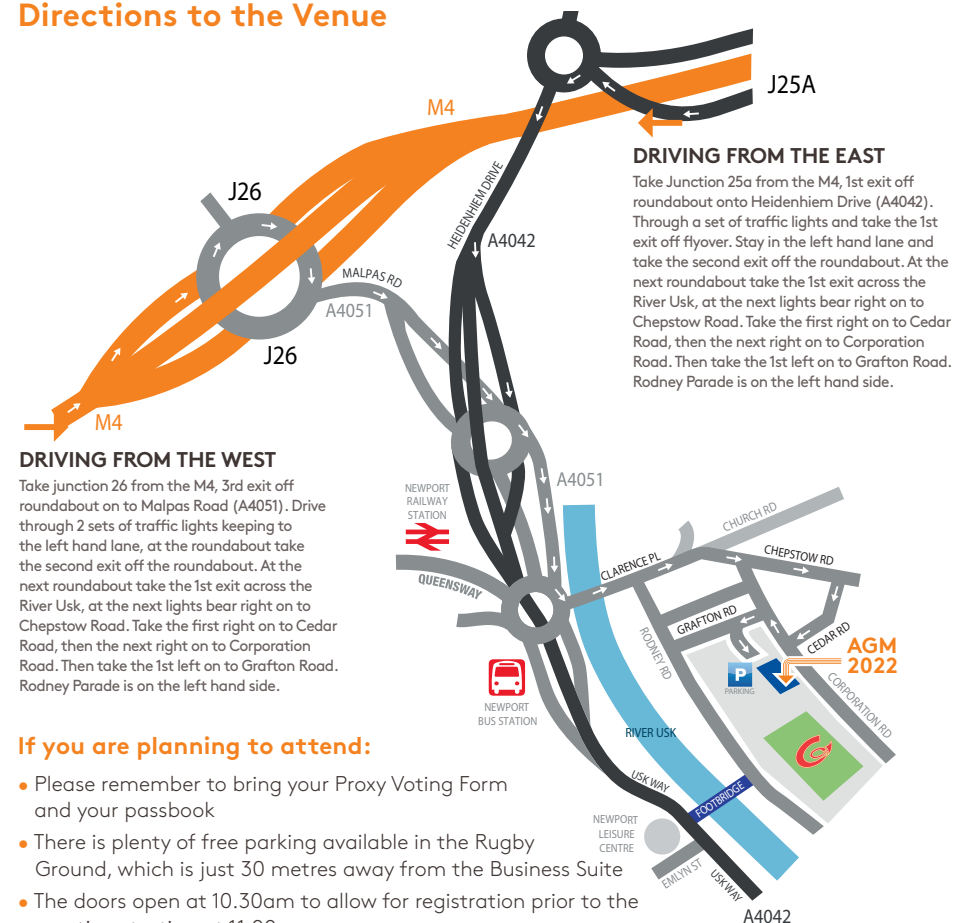 Directions to the Venue
J25A
M4
DRIVING FROM THE EAST
Take Junction 25a from the M4, 1st exit off
roundabout onto Heidenhiem Drive (A4042).
Through a set of traffic lights and take the 1st
exit off flyover. Stay in the left hand lane and
take the second exit off the roundabout. At the
next roundabout take the 1st exit across the
River Usk, at the next lights bear right on to
Chepstow Road. Take the first right on to Cedar
Road, then the next right on to Corporation
Road. Then take the 1st left on to Grafton Road.
Rodney Parade is on the left hand side.
J26
HEIDENHIEM DRIVE
A4042
MALPAS RD
A4051
J26
M4
DRIVING FROM THE WEST
Take junction 26 from the M4, 3rd exit off
roundabout on to Malpas Road (A4051). Drive
through 2 sets of traffic lights keeping to
the left hand lane, at the roundabout take
the second exit off the roundabout. At the
next roundabout take the 1st exit across the
River Usk, at the next lights bear right on to
Chepstow Road. Take the first right on to Cedar
Road, then the next right on to Corporation
Road. Then take the 1st left on to Grafton Road.
Rodney Parade is on the left hand side.
A4051
NEWPORT
RAILWAY
STATION
CHURCH RD
CHEPSTOW RD
CLARENCE PL
QUEENSWAY
GRAFTON RD
RODNEY RD
CEDAR RD
AGM
2022
P
PARKING
CORPORATION RD
NEWPORT
BUS STATION
RIVER USK
USK WAY
FOOTBRIDGE
NEWPORT
LEISURE
CENTRE
EMLYN ST
USK WAY
A4042
If you are planning to attend:
• Please remember to bring your Proxy Voting Form
and your passbook
• There is plenty of free parking available in the Rugby
Ground, which is just 30 metres away from the Business Suite
• The doors open at 10.30am to allow for registration prior to the